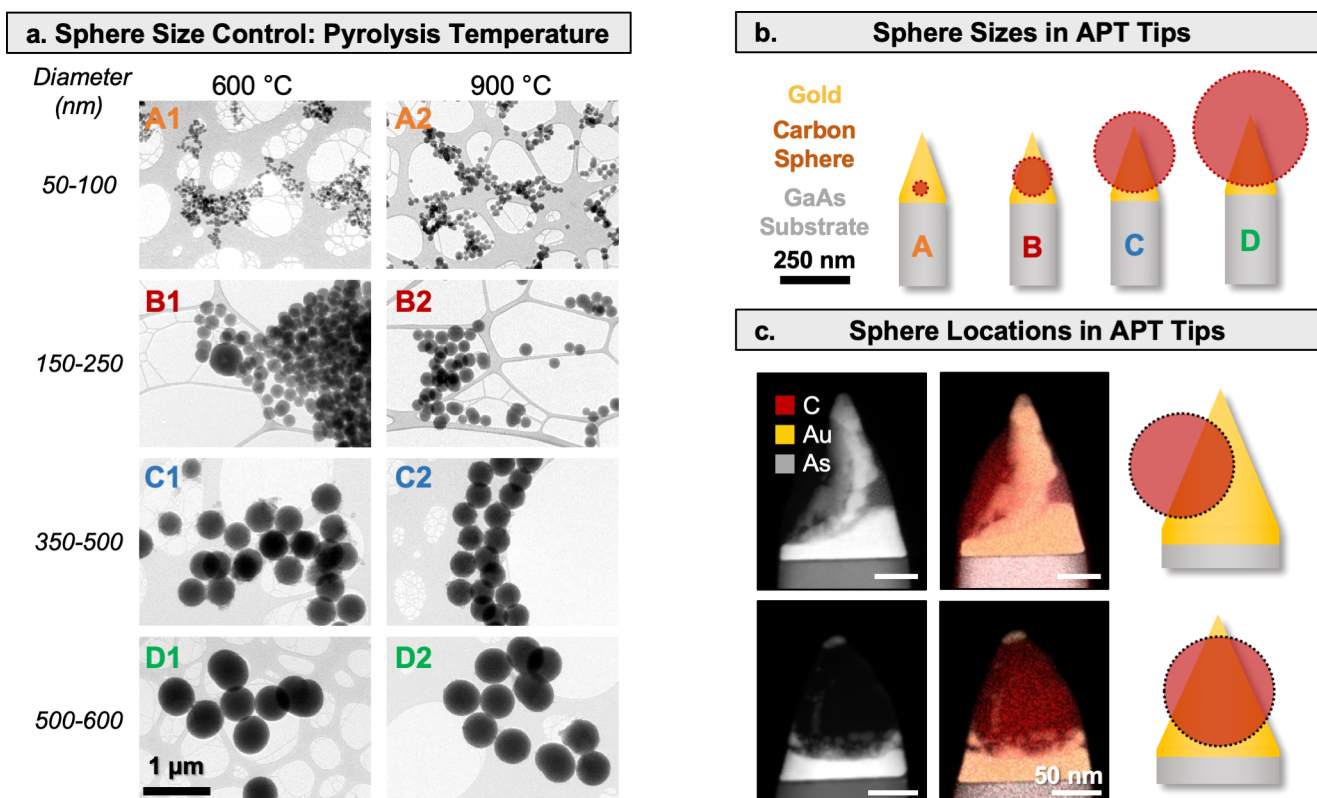 a. Sphere Size Control: Pyrolysis Temperature
Diameter
(nm)
600 °C
900 °C
A1
A2
50-100
B1
B2
150-250
C1
C2
350-500
D1
D2
500-600
1 µm
b. Sphere Sizes in APT Tips
Gold
Carbon
Sphere
GaAs
Substrate
250 nm
A
B
C
D
c. Sphere Locations in APT Tips
C
Au
As
50 nm